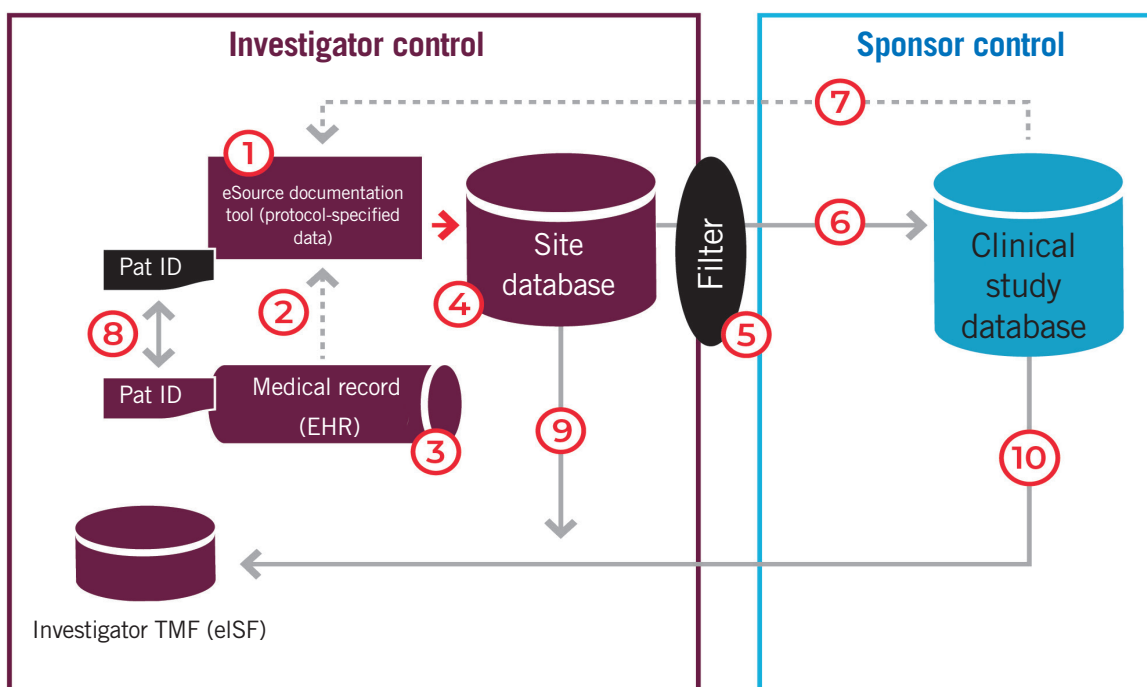 Investigator control
Sponsor control
7
1
eSource documentation
tool (protocol-specified
data)
Pat ID
2
8
Site
database
4
Filter
5
6
Clinical
study
database
Pat ID
Medical record
(EHR)
3
9
10
Investigator TMF (eISF)